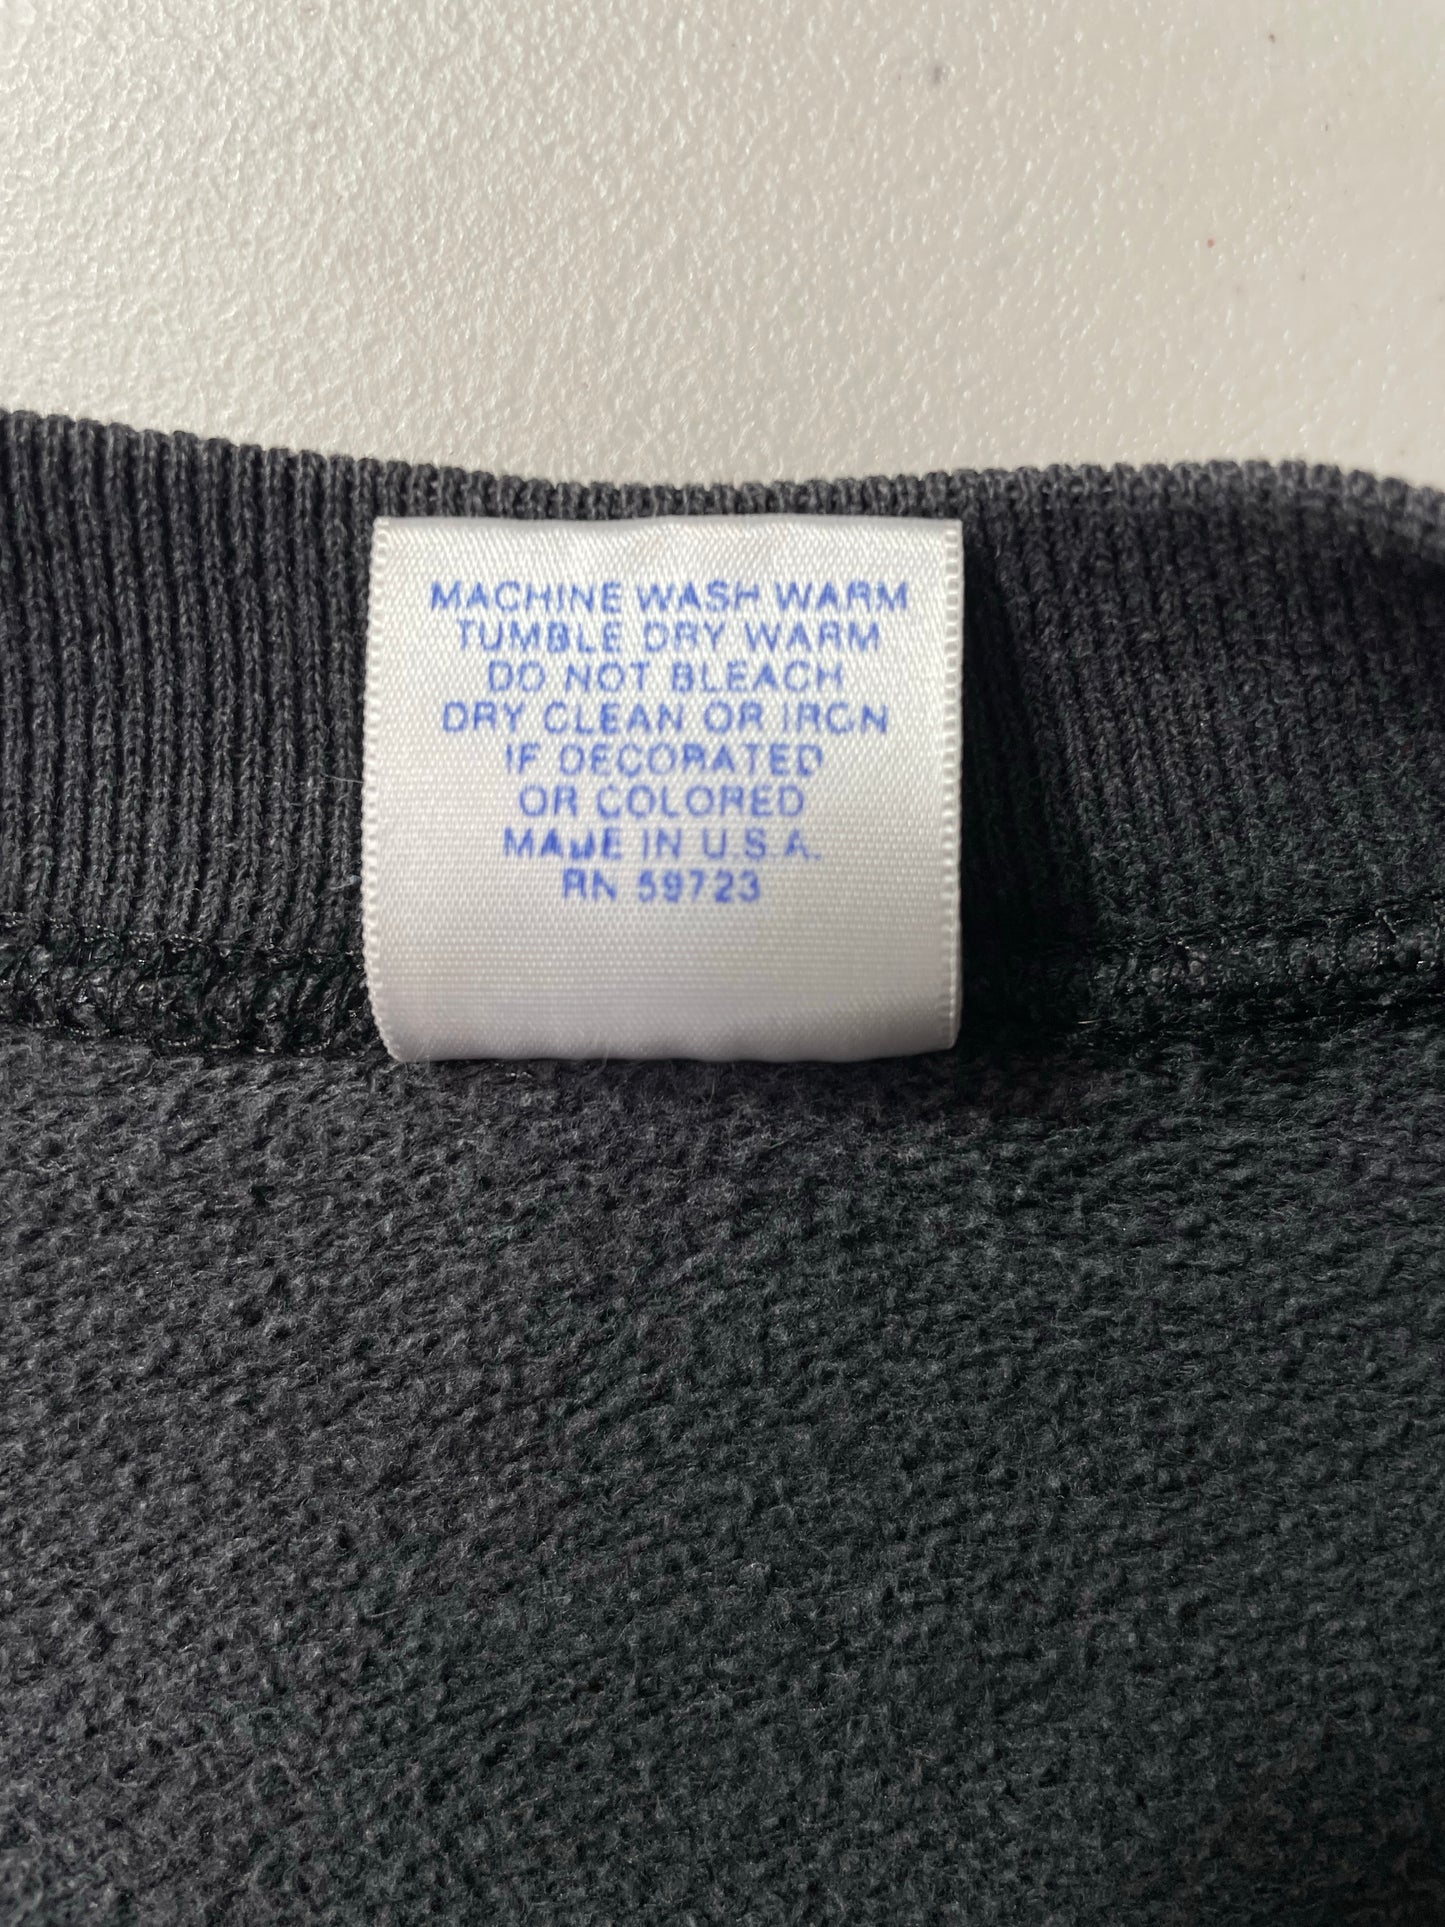 MACHINE WASH WARM
TUMBLE DRY WARM
DO NOT BLEACH
DRY CLEAN OR IRON
IF DECORATED
OR COLORED
MADE IN U.S.A.
RN 59723